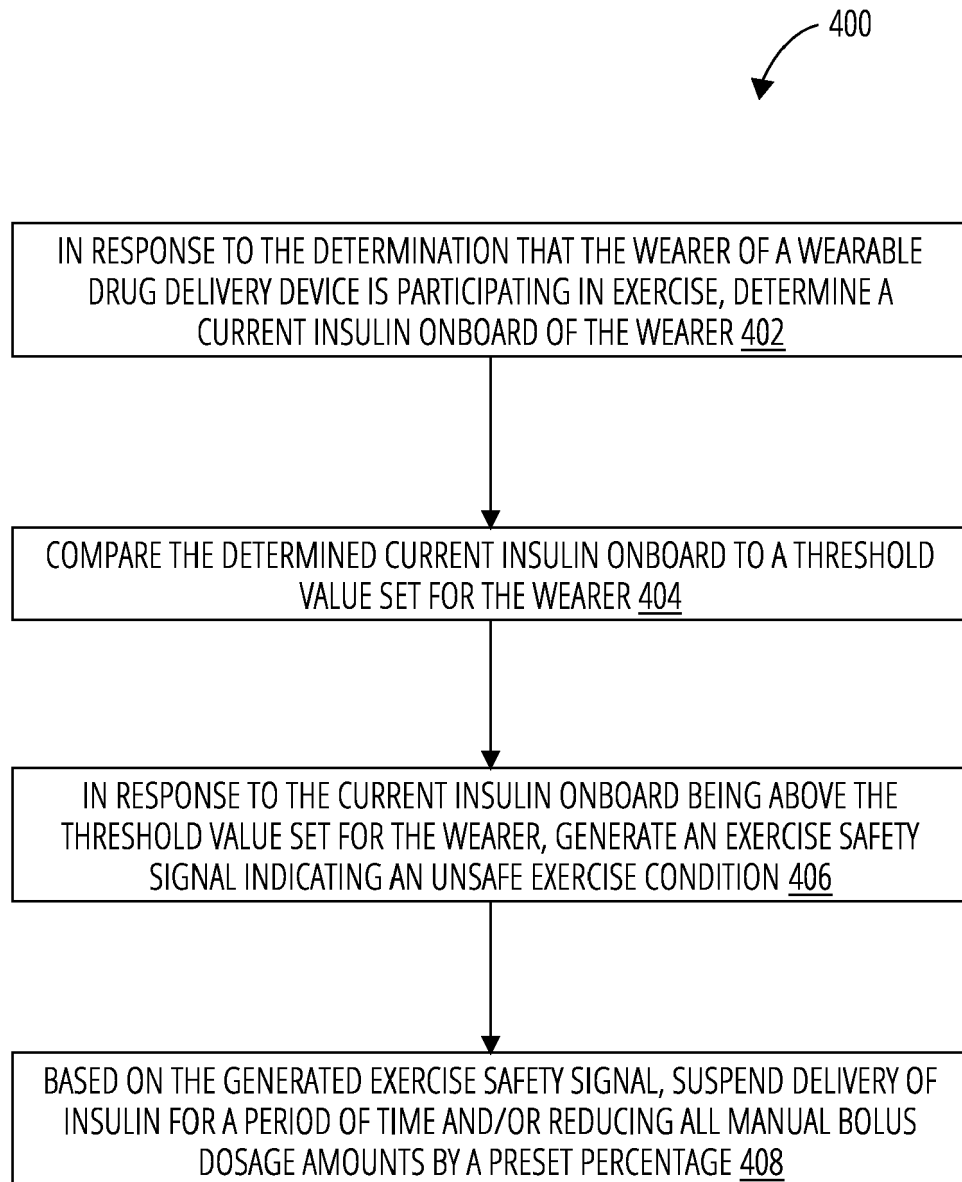 400
IN RESPONSE TO THE DETERMINATION THAT THE WEARER OF A WEARABLE
DRUG DELIVERY DEVICE IS PARTICIPATING IN EXERCISE, DETERMINE A
CURRENT INSULIN ONBOARD OF THE WEARER 402
COMPARE THE DETERMINED CURRENT INSULIN ONBOARD TO A THRESHOLD
VALUE SET FOR THE WEARER 404
IN RESPONSE TO THE CURRENT INSULIN ONBOARD BEING ABOVE THE
THRESHOLD VALUE SET FOR THE WEARER, GENERATE AN EXERCISE SAFETY
SIGNAL INDICATING AN UNSAFE EXERCISE CONDITION 406
BASED ON THE GENERATED EXERCISE SAFETY SIGNAL, SUSPEND DELIVERY OF
INSULIN FOR A PERIOD OF TIME AND/OR REDUCING ALL MANUAL BOLUS
DOSAGE AMOUNTS BY A PRESET PERCENTAGE 408